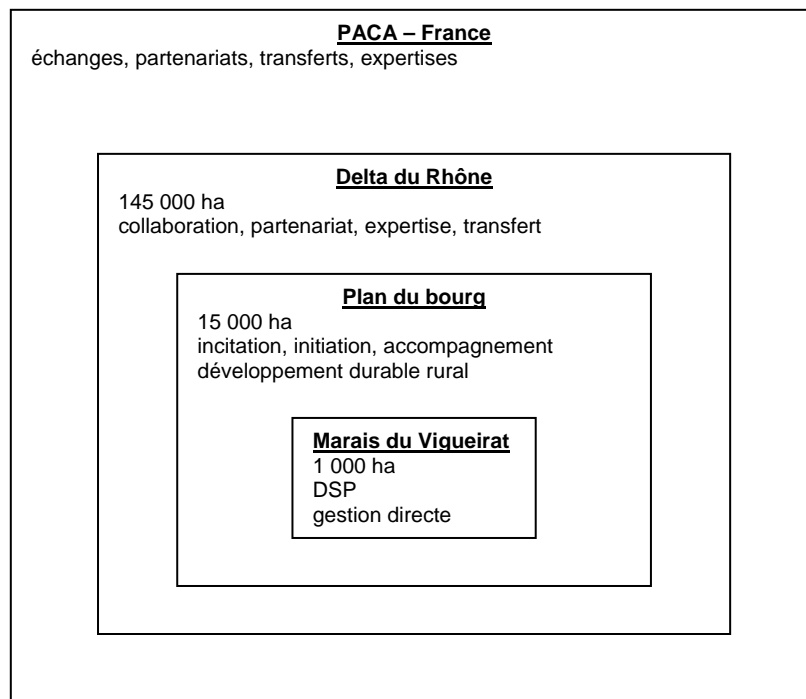 PACA – France
échanges, partenariats, transferts, expertises
Delta du Rhône
145 000 ha
collaboration, partenariat, expertise, transfert
Plan du bourg
15 000 ha
incitation, initiation, accompagnement
développement durable rural
Marais du Vigueirat
1 000 ha
DSP
gestion directe